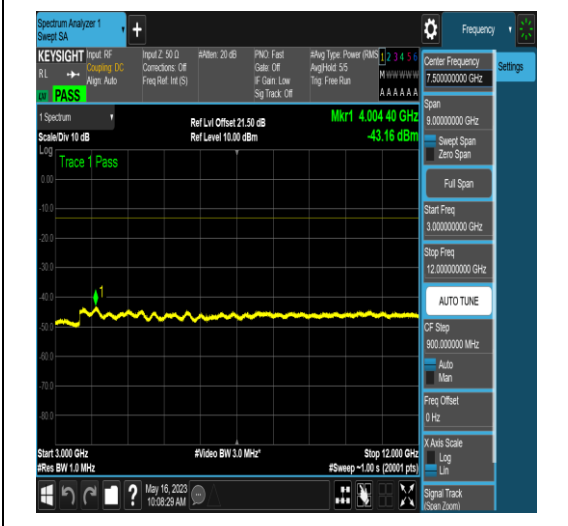 Spectrum Analyzer 1
Swept SA
Frequency
KEYSIGHT
Input: RF
Coupling: DC
Align: Auto
RL
PASS
Input Z: 50 Ω
Corrections: Off
Freq Ref: Int (S)
#Atten: 20 dB
PNO: Fast
Gate: Off
IF Gain: Low
Sig Track: Off
#Avg Type: Power (RMS
Avg|Hold: 5/5
Trig: Free Run
1 2 3 4 5 6
M W W W W W
A A A A A A
1 Spectrum
Scale/Div 10 dB
Ref Lvl Offset 21.50 dB
Ref Level 10.00 dBm
Mkr1 4.004 40 GHz
-43.16 dBm
Log
Trace 1 Pass
0.00
-10.0
-20.0
-30.0
-40.0
-50.0
-60.0
-70.0
-80.0
1
Start 3.000 GHz
#Res BW 1.0 MHz
#Video BW 3.0 MHz*
Stop 12.000 GHz
#Sweep ~1.00 s (20001 pts)
May 16, 2023
10:08:29 AM
Center Frequency
7.500000000 GHz
Settings
Span
9.00000000 GHz
Swept Span
Zero Span
Full Span
Start Freq
3.000000000 GHz
Stop Freq
12.000000000 GHz
AUTO TUNE
CF Step
900.000000 MHz
Auto
Man
Freq Offset
0 Hz
X Axis Scale
Log
Lin
Signal Track
(Span Zoom)